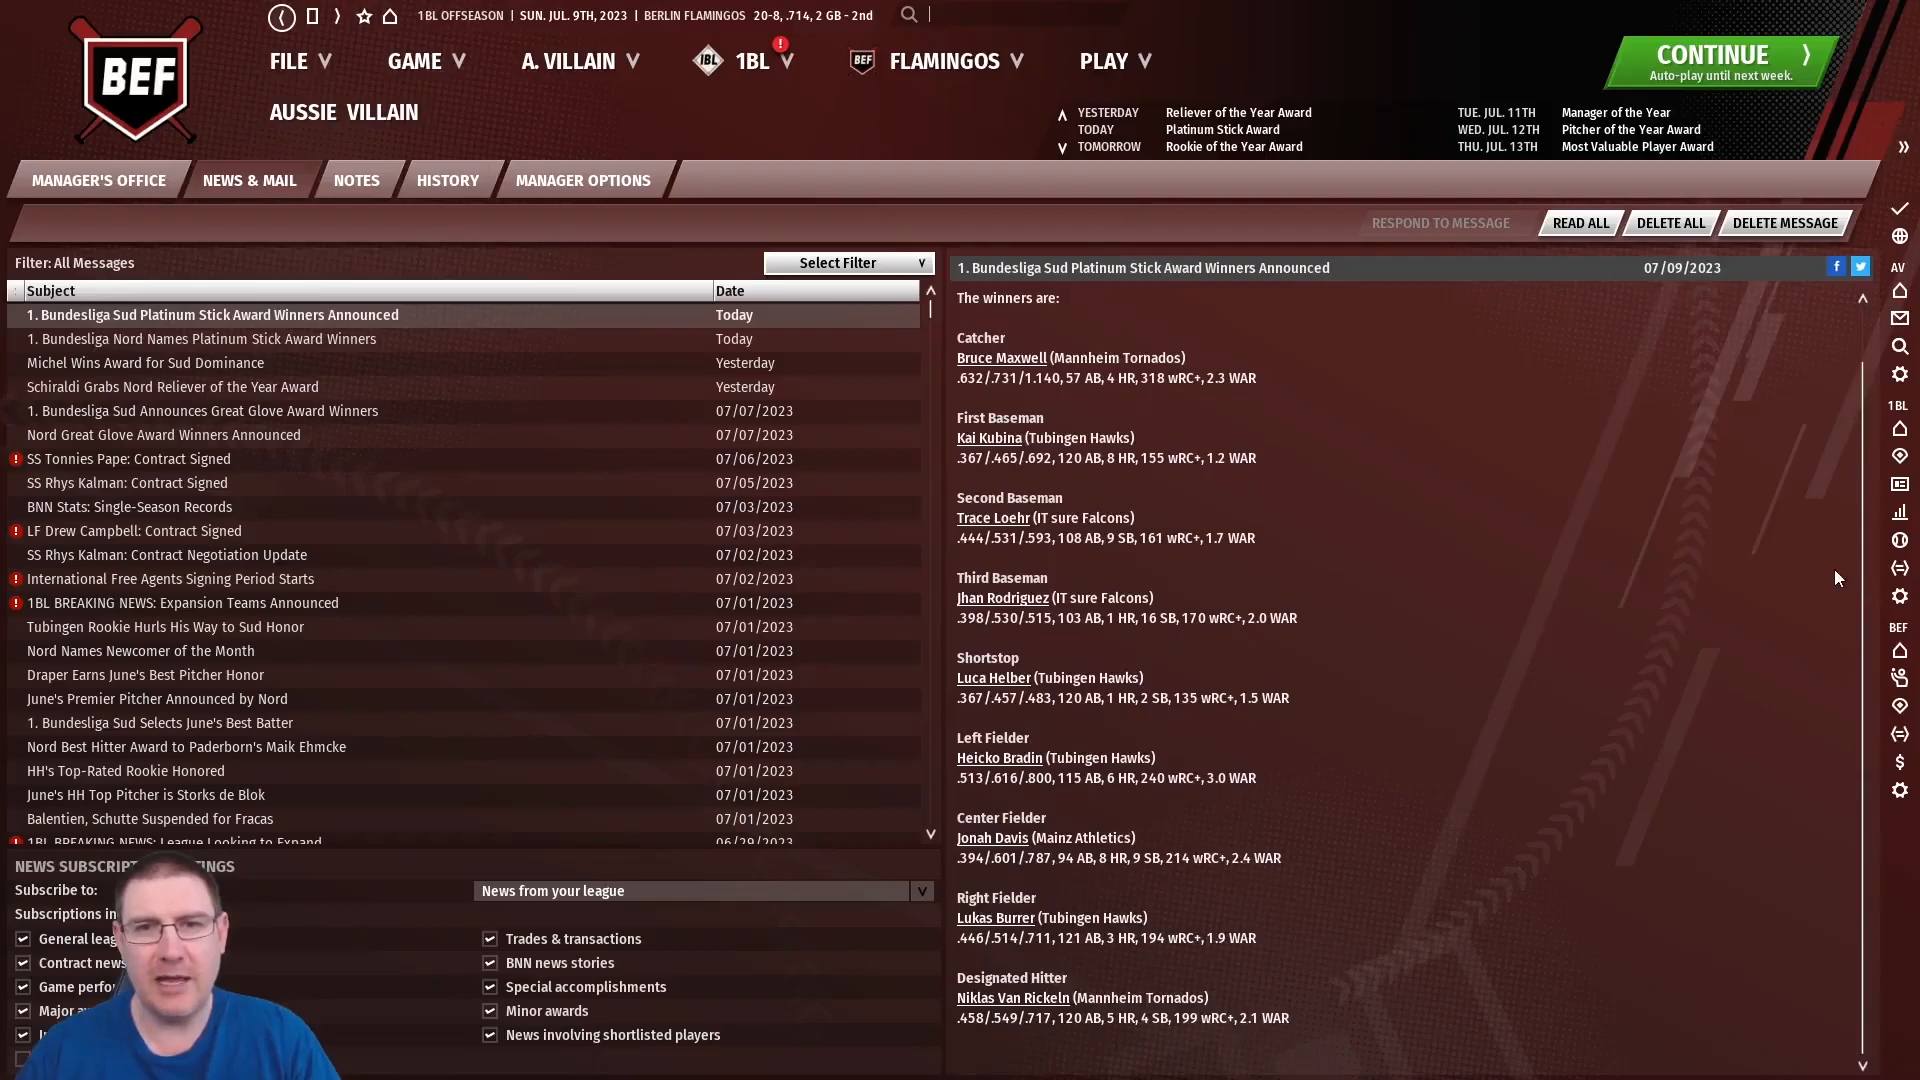 1BL OFFSEASON | SUN. JUL. 9TH, 2023 | BERLIN FLAMINGOS 20-8, .714, 2 GB - 2nd
BEF
FILE GAME A. VILLAIN 1BL 1BL ! BEF FLAMINGOS PLAY
CONTINUE
Auto-play until next week.
AUSSIE VILLAIN
YESTERDAY Reliever of the Year Award TUE. JUL. 11TH Manager of the Year
TODAY Platinum Stick Award WED. JUL. 12TH Pitcher of the Year Award
TOMORROW Rookie of the Year Award THU. JUL. 13TH Most Valuable Player Award
MANAGER'S OFFICE NEWS & MAIL NOTES HISTORY MANAGER OPTIONS
RESPOND TO MESSAGE READ ALL DELETE ALL DELETE MESSAGE
Filter: All Messages Select Filter
Subject Date
1. Bundesliga Sud Platinum Stick Award Winners Announced Today
1. Bundesliga Nord Names Platinum Stick Award Winners Today
Michel Wins Award for Sud Dominance Yesterday
Schiraldi Grabs Nord Reliever of the Year Award Yesterday
1. Bundesliga Sud Announces Great Glove Award Winners 07/07/2023
Nord Great Glove Award Winners Announced 07/07/2023
! SS Tonnies Pape: Contract Signed 07/06/2023
SS Rhys Kalman: Contract Signed 07/05/2023
BNN Stats: Single-Season Records 07/03/2023
! LF Drew Campbell: Contract Signed 07/03/2023
SS Rhys Kalman: Contract Negotiation Update 07/02/2023
! International Free Agents Signing Period Starts 07/02/2023
! 1BL BREAKING NEWS: Expansion Teams Announced 07/01/2023
Tubingen Rookie Hurls His Way to Sud Honor 07/01/2023
Nord Names Newcomer of the Month 07/01/2023
Draper Earns June's Best Pitcher Honor 07/01/2023
June's Premier Pitcher Announced by Nord 07/01/2023
1. Bundesliga Sud Selects June's Best Batter 07/01/2023
Nord Best Hitter Award to Paderborn's Maik Ehmcke 07/01/2023
HH's Top-Rated Rookie Honored 07/01/2023
June's HH Top Pitcher is Storks de Blok 07/01/2023
Balentien, Schutte Suspended for Fracas 07/01/2023
! 1BL BREAKING NEWS: League Looking to Expand 06/29/2023
NEWS SUBSCRIPT
NGS
Subscribe to: News from your league
Subscriptions in
General leag Trades & transactions
Contract news BNN news stories
Game perfo Special accomplishments
Major Minor awards
News involving shortlisted players
1. Bundesliga Sud Platinum Stick Award Winners Announced 07/09/2023 f
The winners are:
Catcher
Bruce Maxwell (Mannheim Tornados)
.632/.731/1.140, 57 AB, 4 HR, 318 wRC+, 2.3 WAR
First Baseman
Kai Kubina (Tubingen Hawks)
.367/.465/.692, 120 AB, 8 HR, 155 wRC+, 1.2 WAR
Second Baseman
Trace Loehr (IT sure Falcons)
.444/.531/.593, 108 AB, 9 SB, 161 wRC+, 1.7 WAR
Third Baseman
Jhan Rodriguez (IT sure Falcons)
.398/.530/.515, 103 AB, 1 HR, 16 SB, 170 wRC+, 2.0 WAR
Shortstop
Luca Helber (Tubingen Hawks)
.367/.457/.483, 120 AB, 1 HR, 2 SB, 135 wRC+, 1.5 WAR
Left Fielder
Heicko Bradin (Tubingen Hawks)
.513/.616/.800, 115 AB, 6 HR, 240 wRC+, 3.0 WAR
Center Fielder
Jonah Davis (Mainz Athletics)
.394/.601/.787, 94 AB, 8 HR, 9 SB, 214 wRC+, 2.4 WAR
Right Fielder
Lukas Burrer (Tubingen Hawks)
.446/.514/.711, 121 AB, 3 HR, 194 wRC+, 1.9 WAR
Designated Hitter
Niklas Van Rickeln (Mannheim Tornados)
.458/.549/.717, 120 AB, 5 HR, 4 SB, 199 wRC+, 2.1 WAR
AV
1BL
BEF
$